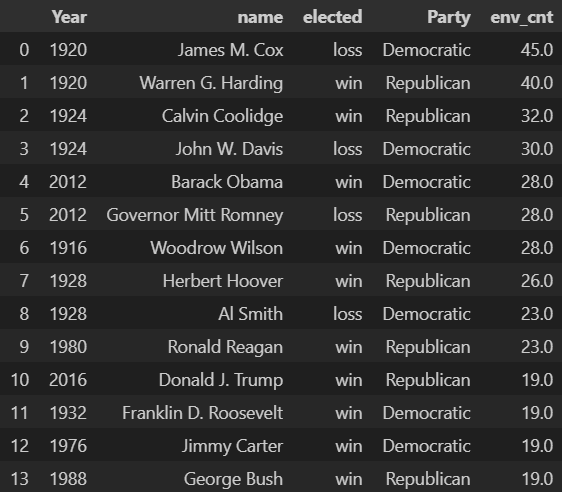 Year name elected Party env_cnt
0 1920 James M. Cox loss Democratic 45.0
1 1920 Warren G. Harding win Republican 40.0
2 1924 Calvin Coolidge win Republican 32.0
3 1924 John W. Davis loss Democratic 30.0
4 2012 Barack Obama win Democratic 28.0
5 2012 Governor Mitt Romney loss Republican 28.0
6 1916 Woodrow Wilson win Democratic 28.0
7 1928 Herbert Hoover win Republican 26.0
8 1928 Al Smith loss Democratic 23.0
9 1980 Ronald Reagan win Republican 23.0
10 2016 Donald J. Trump win Republican 19.0
11 1932 Franklin D. Roosevelt win Democratic 19.0
12 1976 Jimmy Carter win Democratic 19.0
13 1988 George Bush win Republican 19.0